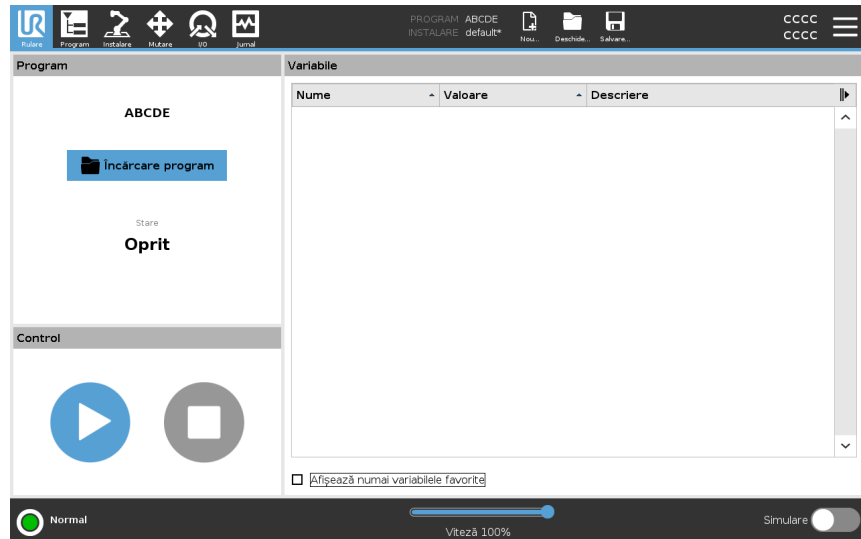 UR
Rulare
Program
Instalare
Mutare
I/O
Jurnal
PROGRAM ABCDE
INSTALARE default*
Nou...
Deschide...
Salvare...
CCCC
CCCC
Program
ABCDE
Încărcare program
Stare
Oprit
Control
Variabile
Nume Valoare Descriere
Afișează numai variabilele favorite
Normal
Viteză 100%
Simulare